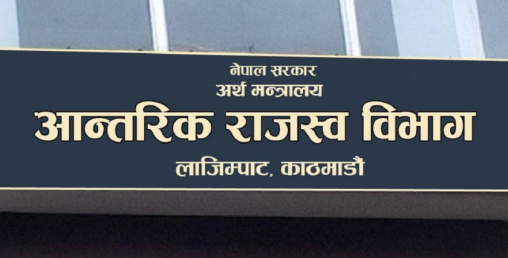 नेपाल सरकार
अर्थ मन्त्रालय
आन्तरिक राजस्व विभाग
लाजिम्पाट, काठमाडौं